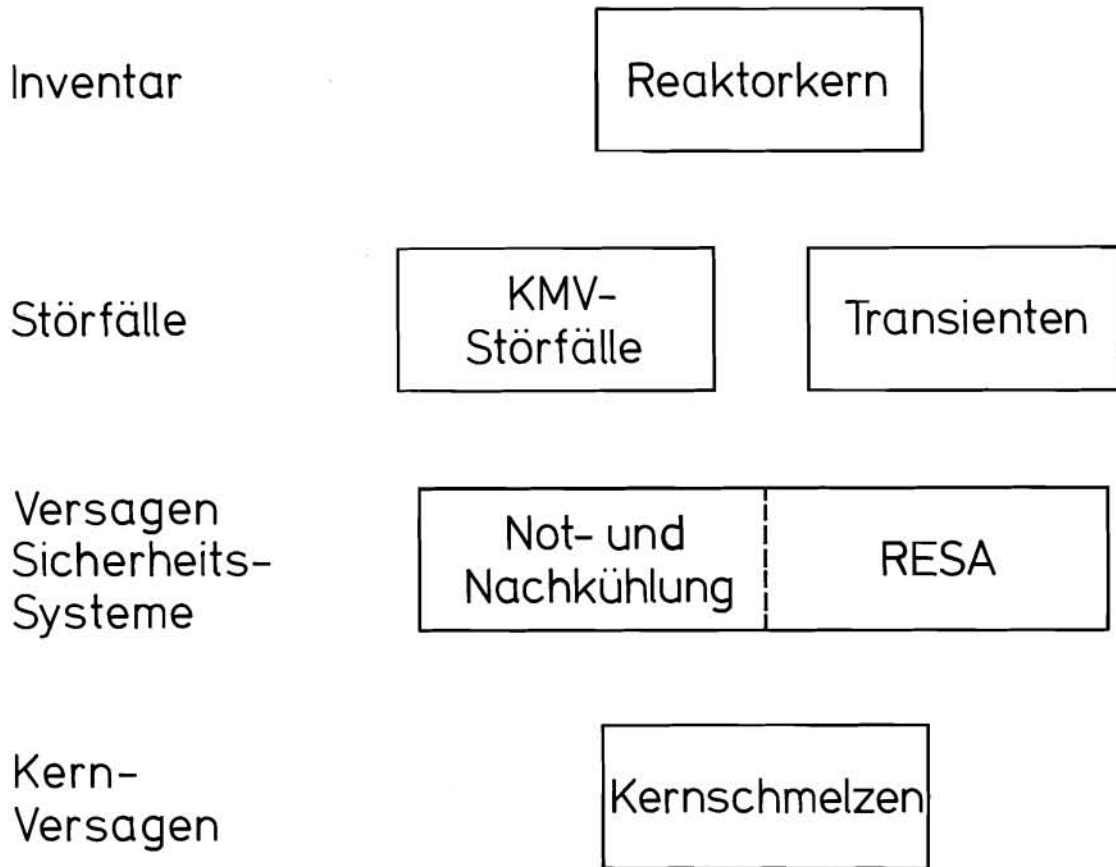 Inventar
Reaktorkern
Störfälle
KMV-
Störfälle
Transienten
Versagen
Sicherheits-
Systeme
Not- und
Nachkühlung
RESA
Kern-
Versagen
Kernschmelzen